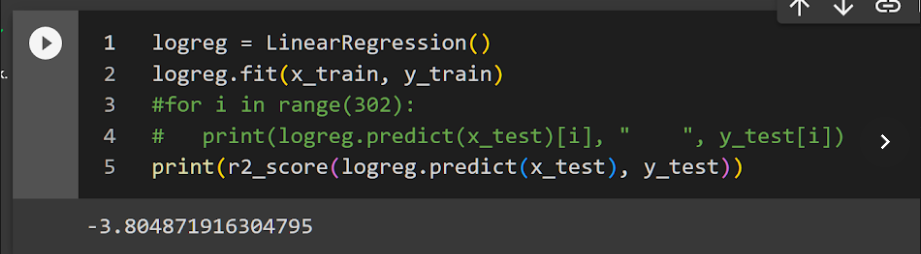 1 logreg = LinearRegression()
2 logreg.fit(x_train, y_train)
3 #for i in range(302):
4 #   print(logreg.predict(x_test)[i], "    ", y_test[i])
5 print(r2_score(logreg.predict(x_test), y_test))
-3.804871916304795